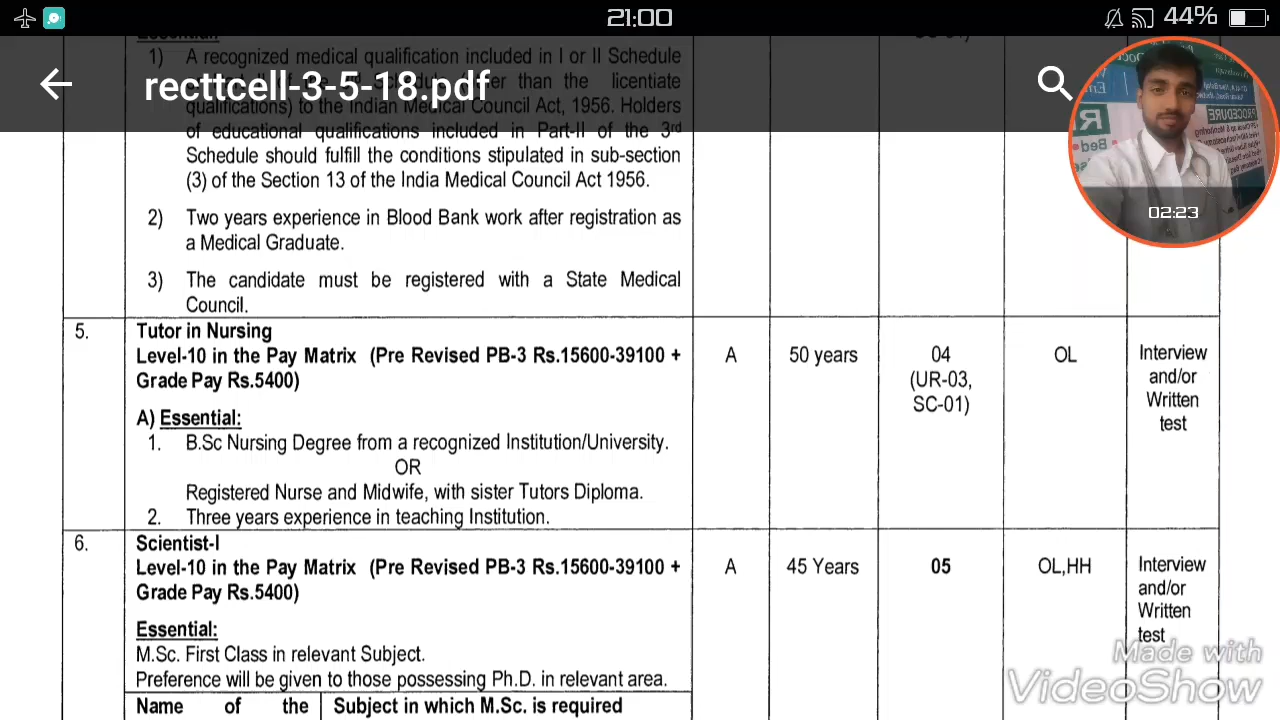 21:00
44%
Essential:
1) A recognized medical qualification included in I or II Schedule
than the licentiate
recttcell-3-5-18.pdf
qualifications) to the Indian Medical Council Act, 1956. Holders
of educational qualifications included in Part-II of the 3rd
Schedule should fulfill the conditions stipulated in sub-section
(3) of the Section 13 of the India Medical Council Act 1956.
PROCEDURE
R
Bed
02:23
2) Two years experience in Blood Bank work after registration as
a Medical Graduate.
3) The candidate must be registered with a State Medical
Council.
5. Tutor in Nursing
Level-10 in the Pay Matrix (Pre Revised PB-3 Rs.15600-39100 + A 50 years 04 OL Interview
Grade Pay Rs.5400) (UR-03, and/or
SC-01) Written
A) Essential: test
1. B.Sc Nursing Degree from a recognized Institution/University.
OR
Registered Nurse and Midwife, with sister Tutors Diploma.
2. Three years experience in teaching Institution.
6. Scientist-I
Level-10 in the Pay Matrix (Pre Revised PB-3 Rs.15600-39100 + A 45 Years 05 OL,HH Interview
Grade Pay Rs.5400) and/or
Written
Essential: test
M.Sc. First Class in relevant Subject.
Preference will be given to those possessing Ph.D. in relevant area.
Name of the Subject in which M.Sc. is required
Made with
VideoShow